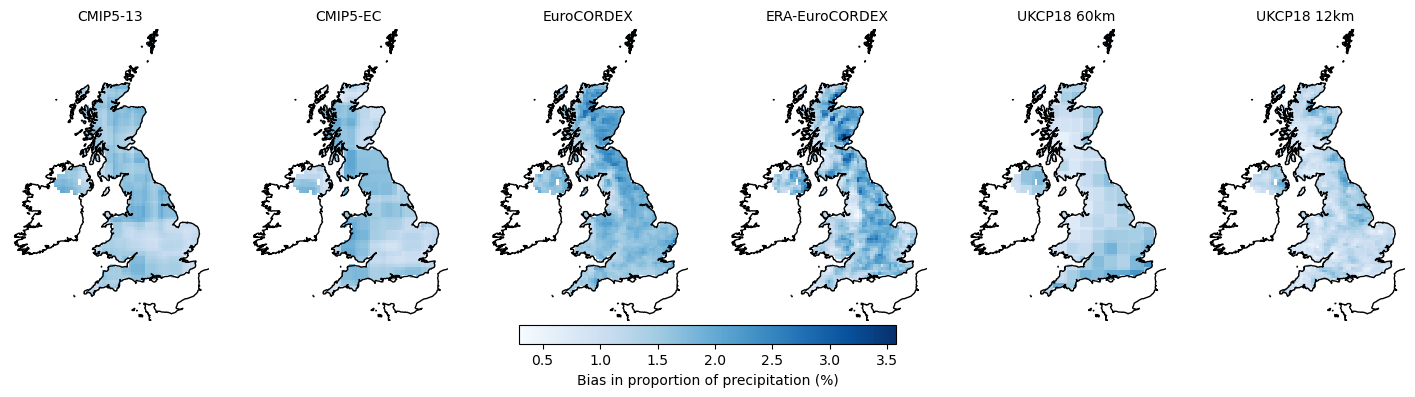 CMIP5-13 CMIP5-EC EuroCORDEX ERA-EuroCORDEX UKCP18 60km UKCP18 12km
0.5 1.0 1.5 2.0 2.5 3.0 3.5
Bias in proportion of precipitation (%)